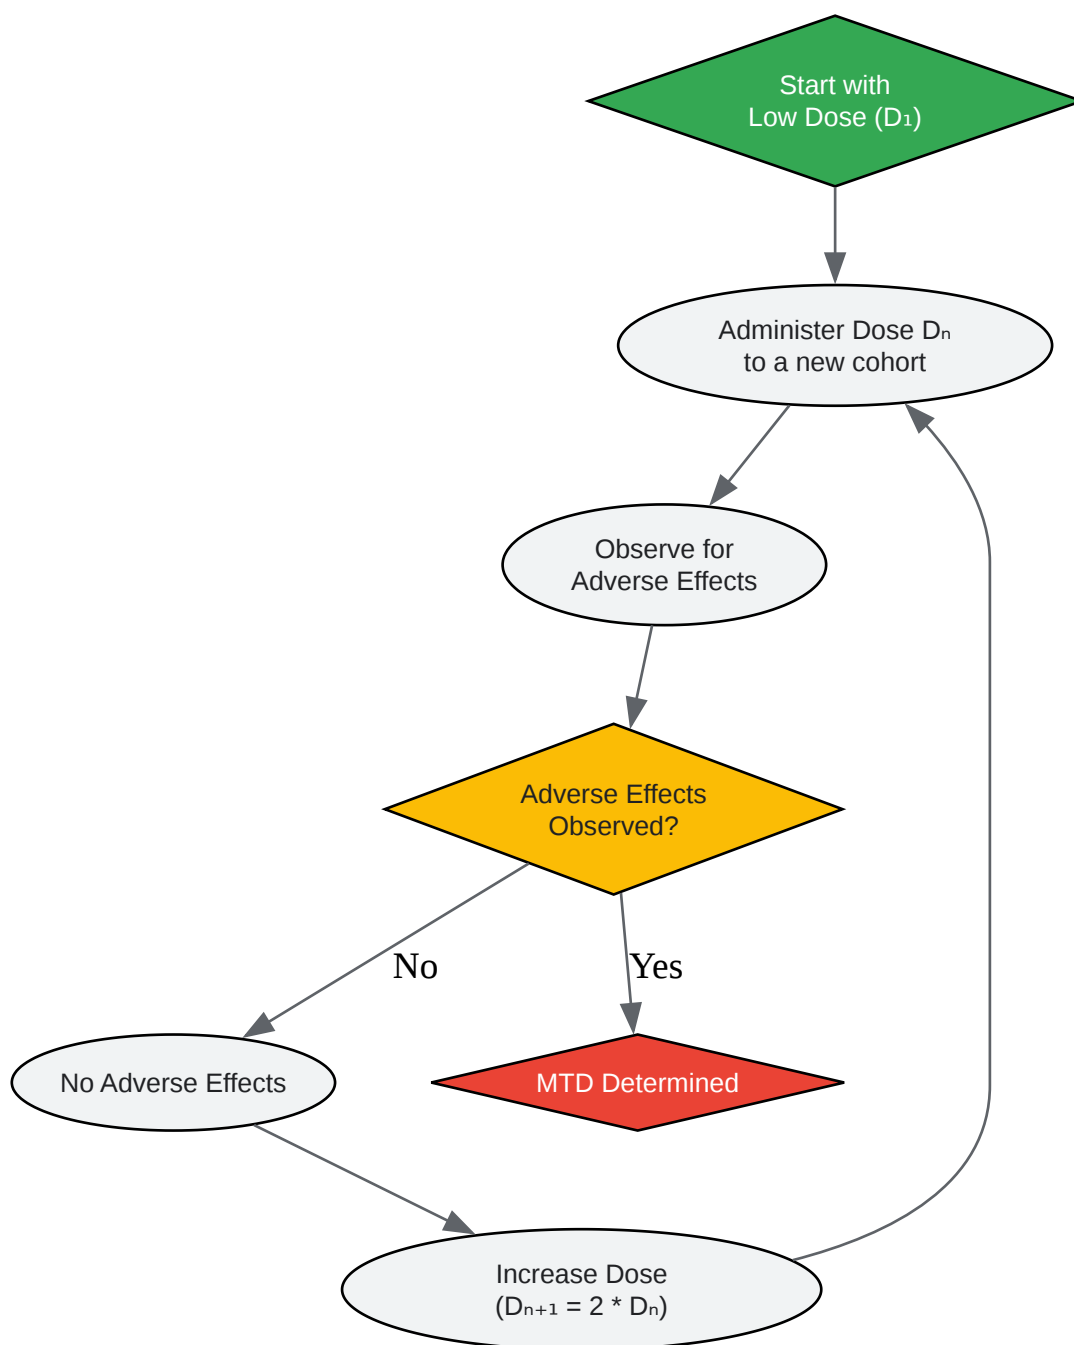 Start with
Low Dose (D₁)
Administer Dose Dₙ
to a new cohort
Observe for
Adverse Effects
Adverse Effects
Observed?
No
Yes
No Adverse Effects
MTD Determined
Increase Dose
(Dₙ₊₁ = 2 * Dₙ)